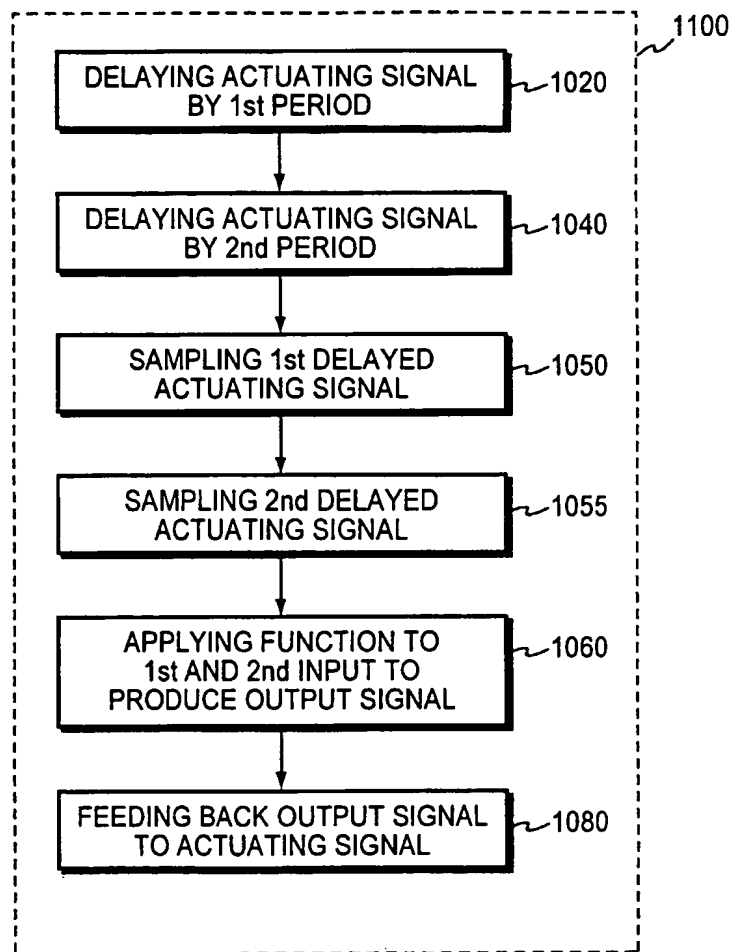 1100
DELAYING ACTUATING SIGNAL
BY 1st PERIOD
1020
DELAYING ACTUATING SIGNAL
BY 2nd PERIOD
1040
SAMPLING 1st DELAYED
ACTUATING SIGNAL
1050
SAMPLING 2nd DELAYED
ACTUATING SIGNAL
1055
APPLYING FUNCTION TO
1st AND 2nd INPUT TO
PRODUCE OUTPUT SIGNAL
1060
FEEDING BACK OUTPUT SIGNAL
TO ACTUATING SIGNAL
1080